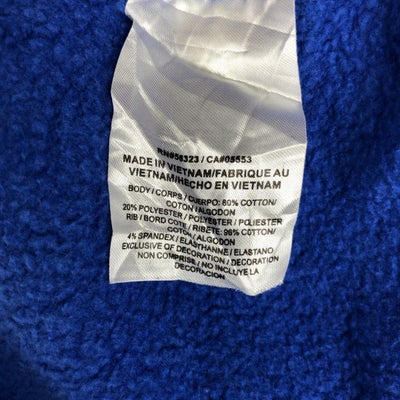 RN#56323 / CA#05553
MADE IN VIETNAM/FABRIQUE AU
VIETNAM/HECHO EN VIETNAM
BODY / CORPS / CUERPO: 80% COTTON/
COTON / ALGODON
20% POLYESTER / POLYESTER / POLIESTER
RIB / BORD COTE / RIBETE: 96% COTTON/
COTON / ALGODON
4% SPANDEX / ELASTHANNE / ELASTANO
EXCLUSIVE OF DECORATION / DECORATION
NON COMPRISE / NO INCLUYE LA
DECORACION